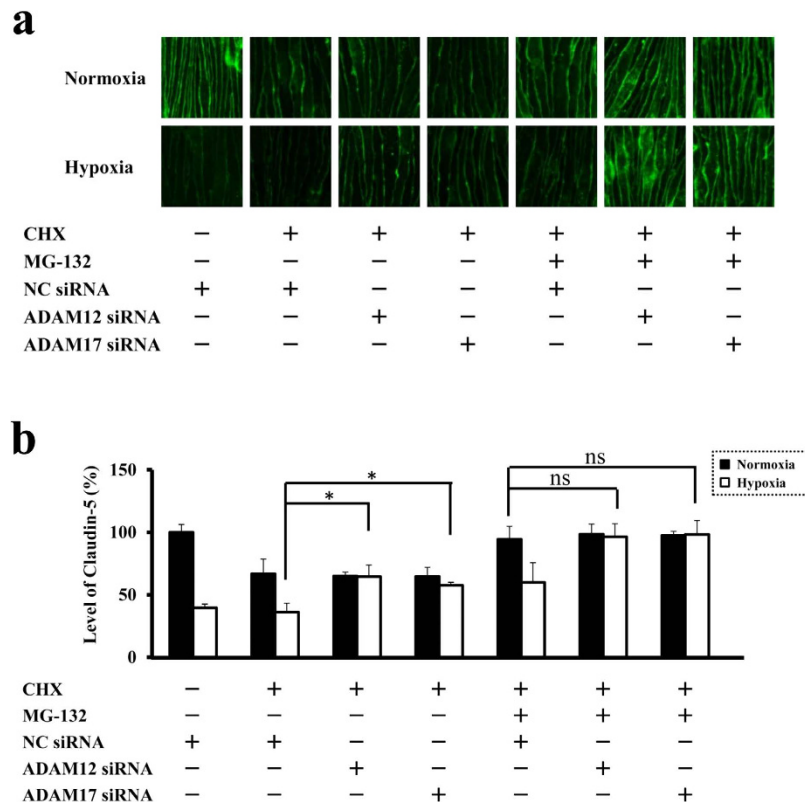 a
Normoxia
Hypoxia
CHX – + + + + + +
MG-132 – – – – + + +
NC siRNA + + – – + – –
ADAM12 siRNA – – + – – + –
ADAM17 siRNA – – – + – – +
b
Level of Claudin-5 (%)
150
100
50
0
* * ns ns
Normoxia
Hypoxia
CHX – + + + + + +
MG-132 – – – – + + +
NC siRNA + + – – + – –
ADAM12 siRNA – – + – – + –
ADAM17 siRNA – – – + – – +